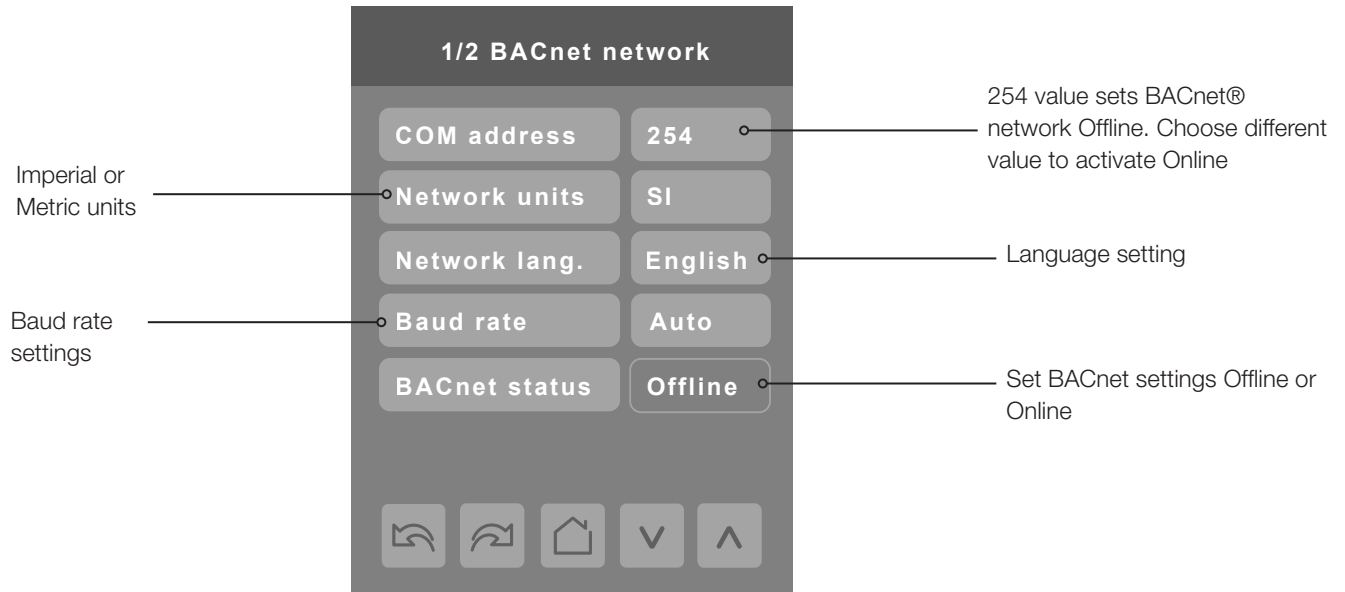 1/2 BACnet network
COM address 254
Network units SI
Network lang. English
Baud rate Auto
BACnet status Offline
Imperial or
Metric units
Baud rate
settings
254 value sets BACnet®
network Offline. Choose different
value to activate Online
Language setting
Set BACnet settings Offline or
Online